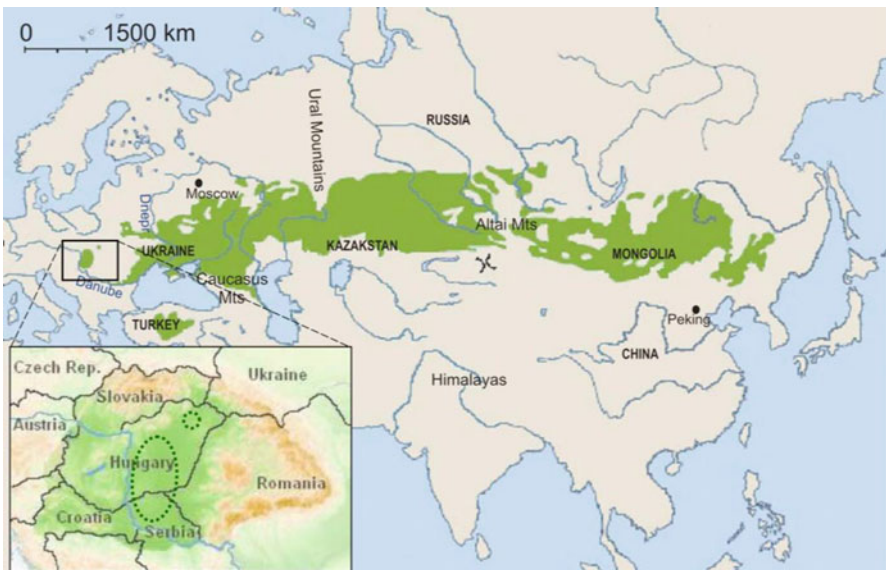 0 1500 km
Ural Mountains
RUSSIA
Moscow
Dnepr
Altai Mts
UKRAINE
KAZAKSTAN
MONGOLIA
Danube
Caucasus
Mts
TURKEY
Peking
CHINA
Himalayas
Czech Rep.
Ukraine
Slovakia
Austria
Hungary
Romania
Croatia
Serbia